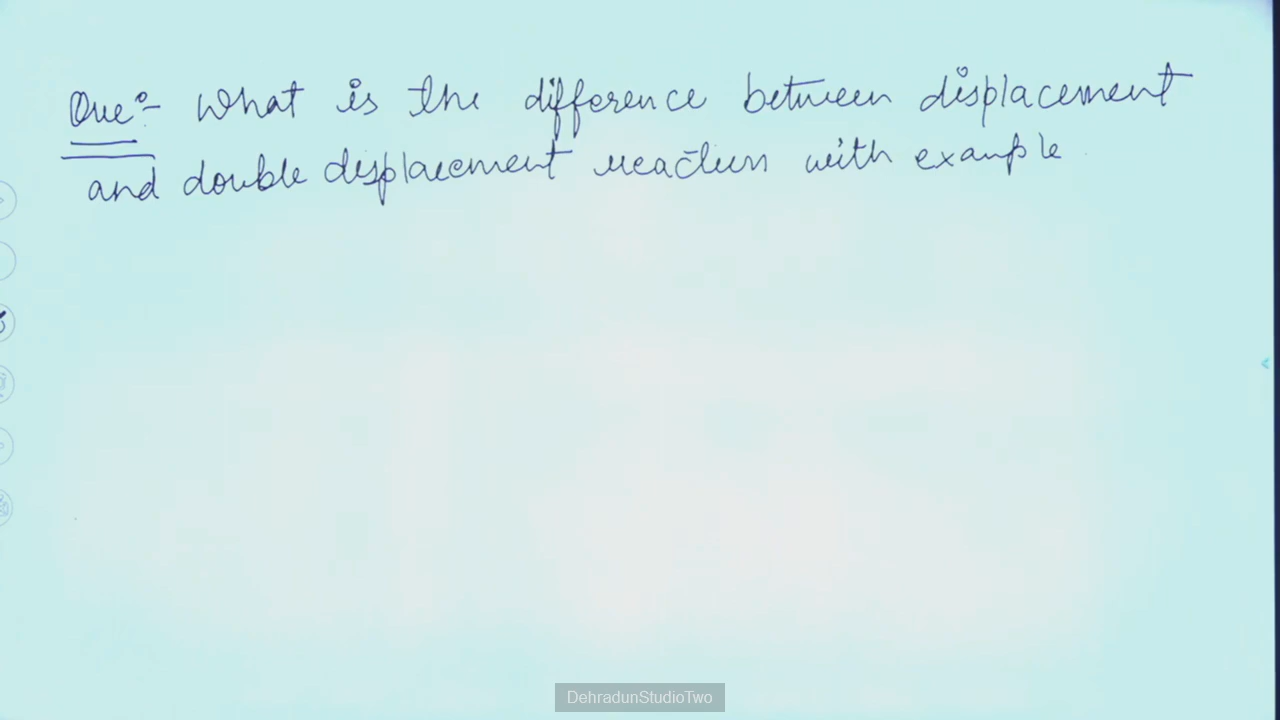 Que:- What is the difference between displacement
and double displacement reaction with example
DehradunStudioTwo